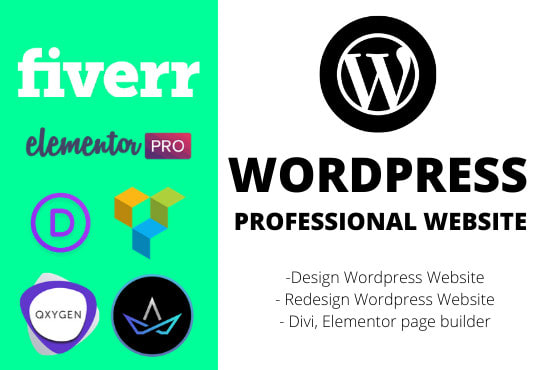 fiverr
elementor PRO
D
OXYGEN
W
WORDPRESS
PROFESSIONAL WEBSITE
-Design Wordpress Website
- Redesign Wordpress Website
- Divi, Elementor page builder